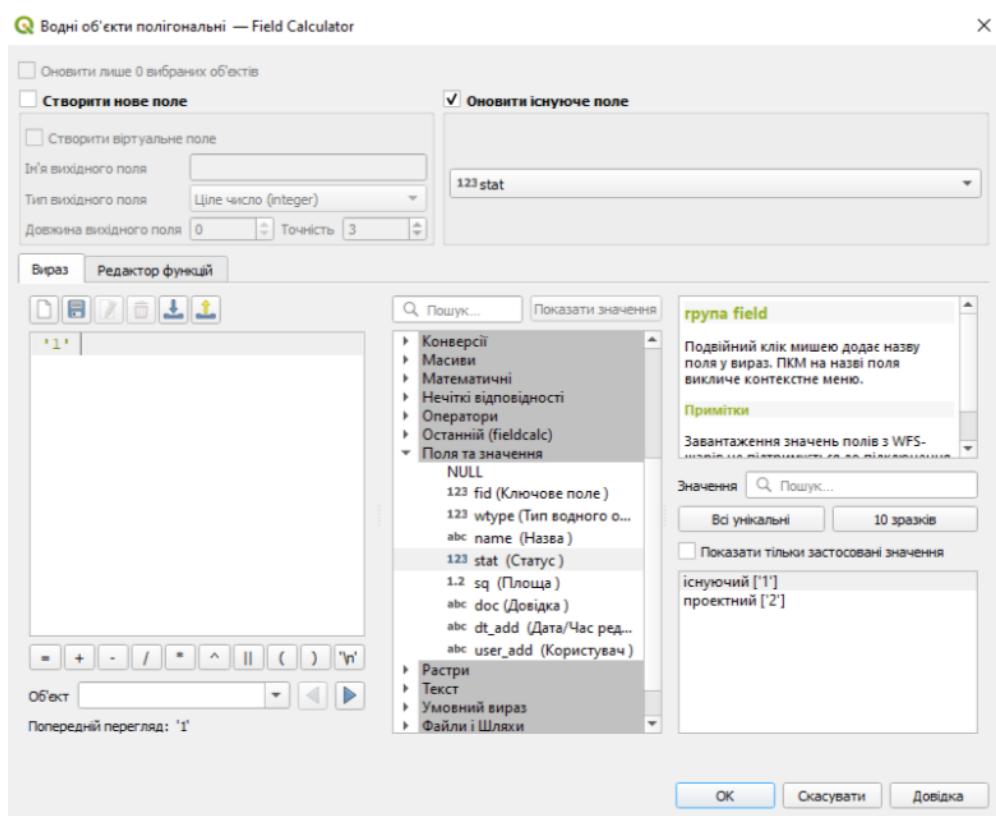 Водні об'єкти полігональні — Field Calculator
Оновити лише 0 вибраних об'єктів
Створити нове поле
Оновити існуюче поле
Створити віртуальне поле
Ім'я вихідного поля
Тип вихідного поля Ціле число (integer)
Довжина вихідного поля 0 Точність 3
123 stat
Вираз Редактор функцій
'1'
= + - / * ^ || ( ) '\n'
Об'єкт
Попередній перегляд: '1'
Пошук... Показати значення
Конверсії
Масиви
Математичні
Нечіткі відповідності
Оператори
Останній (fieldcalc)
Поля та значення
NULL
123 fid (Ключове поле)
123 wtype (Тип водного о...
abc name (Назва)
123 stat (Статус)
1.2 sq (Площа)
abc doc (Довідка)
abc dt_add (Дата/Час ред...
abc user_add (Користувач)
Растри
Текст
Умовний вираз
Файли і Шляхи
група field
Подвійний клік мишею додає назву
поля у вираз. ПКМ на назві поля
викличе контекстне меню.
Примітки
Завантаження значень полів з WFS-
Значення Пошук...
Всі унікальні 10 зразків
Показати тільки застосовані значення
існуючий ['1']
проектний ['2']
OK Скасувати Довідка